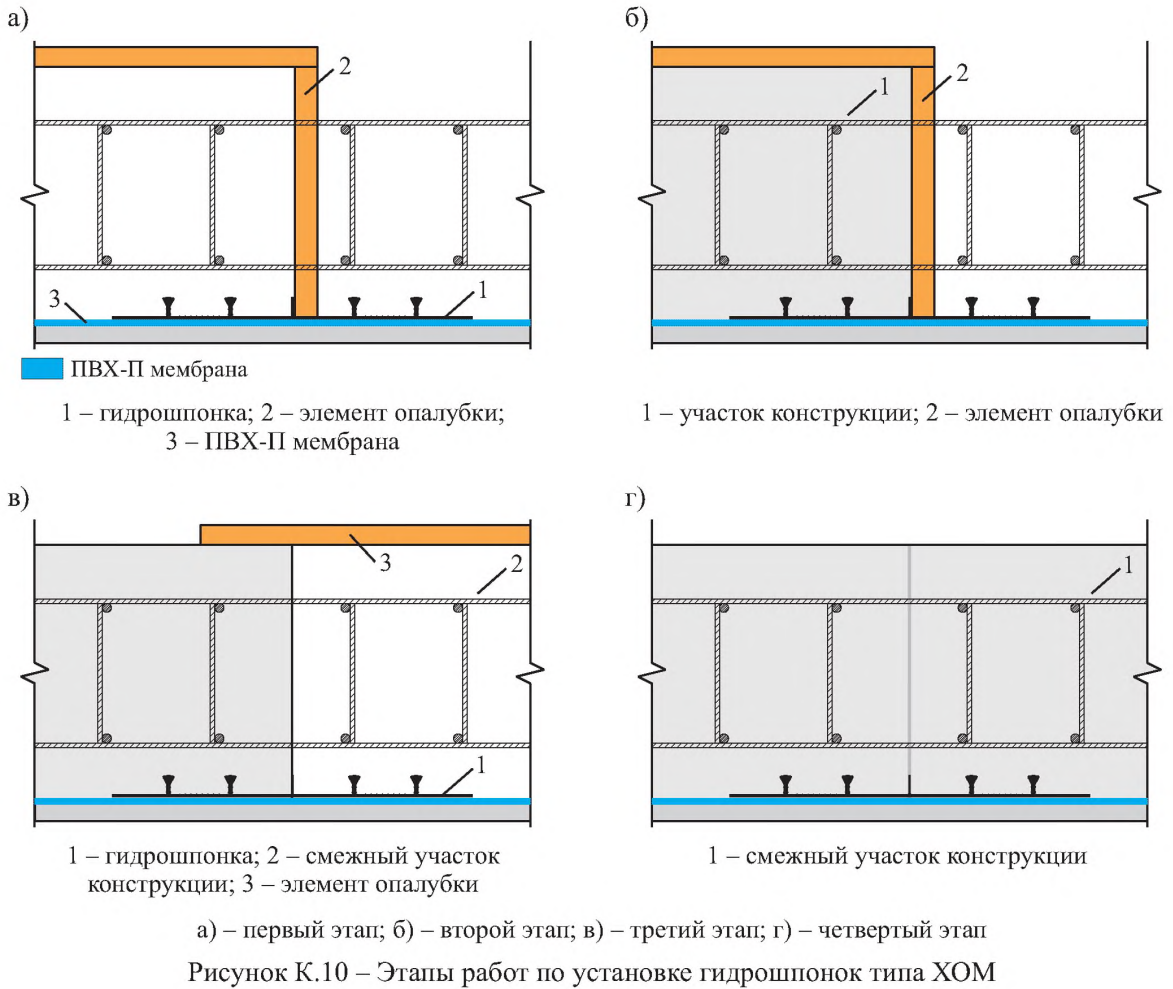 а)
2
3
1
ПВХ-П мембрана
1 – гидрошпонка; 2 – элемент опалубки;
3 – ПВХ-П мембрана
б)
1
2
1 – участок конструкции; 2 – элемент опалубки
в)
3
2
1
1 – гидрошпонка; 2 – смежный участок
конструкции; 3 – элемент опалубки
г)
1
1 – смежный участок конструкции
а) – первый этап; б) – второй этап; в) – третий этап; г) – четвертый этап
Рисунок К.10 – Этапы работ по установке гидрошпонок типа ХОМ